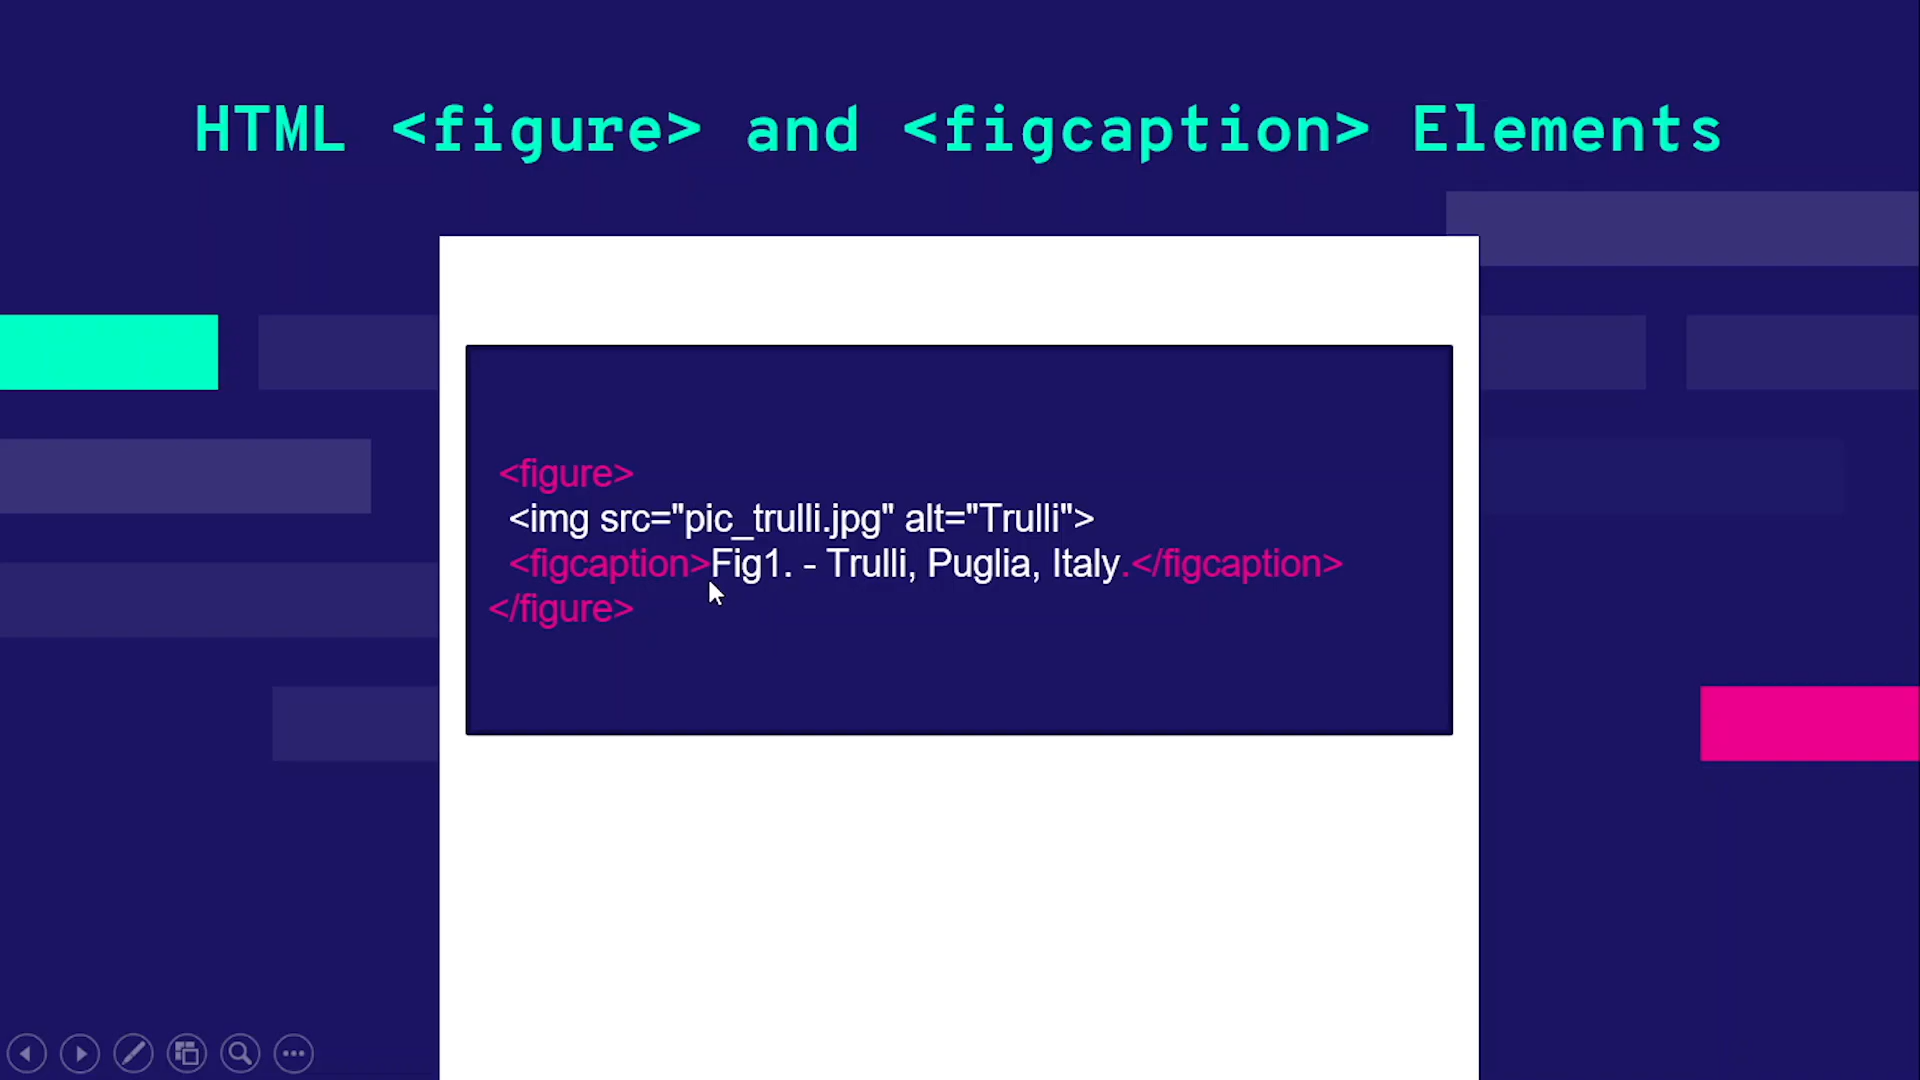 HTML <figure> and <figcaption> Elements
<figure>
<img src="pic_trulli.jpg" alt="Trulli">
<figcaption>Fig1. - Trulli, Puglia, Italy.</figcaption>
</figure>